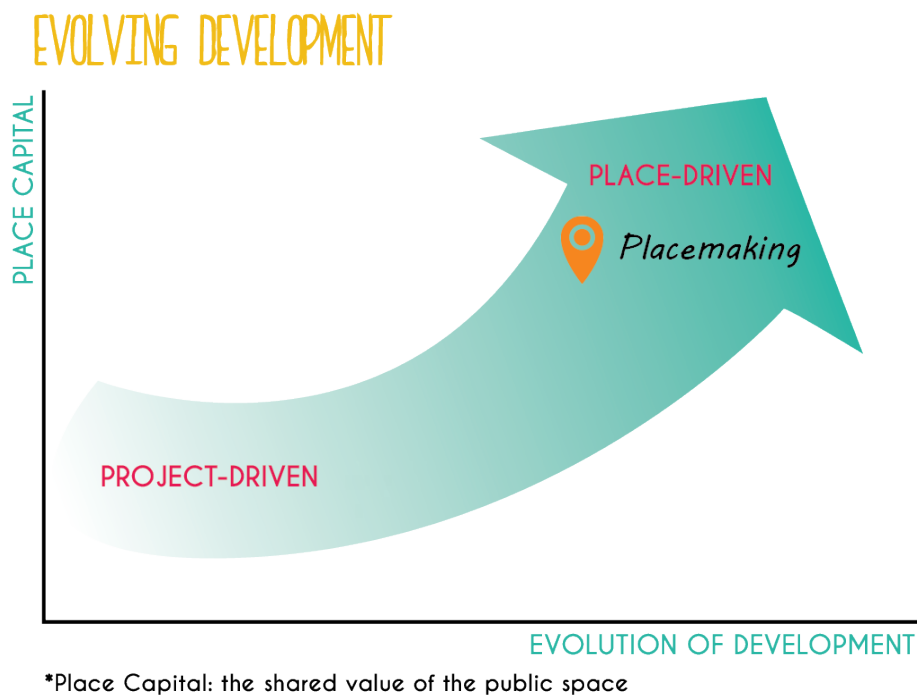 EVOLVING DEVELOPMENT
PLACE CAPITAL
PLACE-DRIVEN
Placemaking
PROJECT-DRIVEN
EVOLUTION OF DEVELOPMENT
*Place Capital: the shared value of the public space